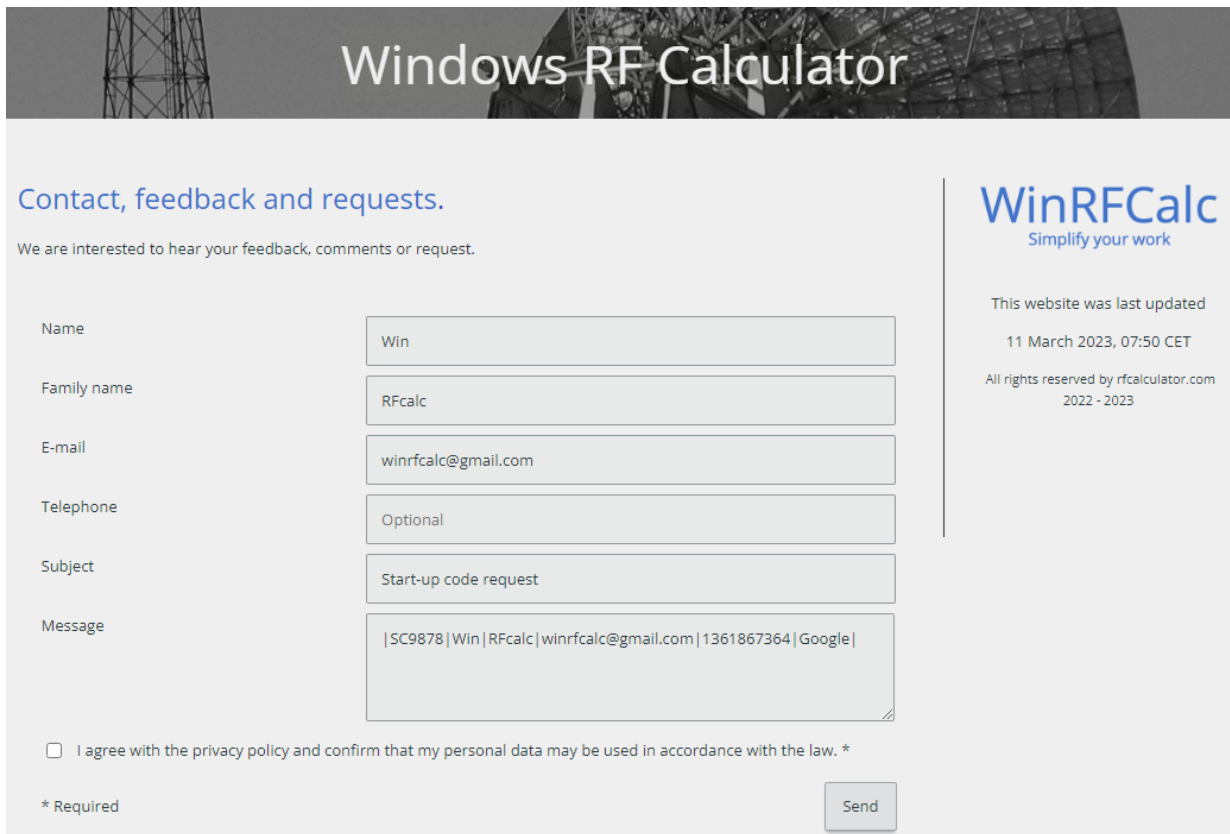 Windows RF Calculator
Contact, feedback and requests.
We are interested to hear your feedback, comments or request.
Name
Win
Family name
RFcalc
E-mail
winrfcalc@gmail.com
Telephone
Optional
Subject
Start-up code request
Message
|SC9878|Win|RFcalc|winrfcalc@gmail.com|1361867364|Google|
I agree with the privacy policy and confirm that my personal data may be used in accordance with the law. *
* Required
Send
WinRFCalc
Simplify your work
This website was last updated
11 March 2023, 07:50 CET
All rights reserved by rfcalculator.com
2022 - 2023